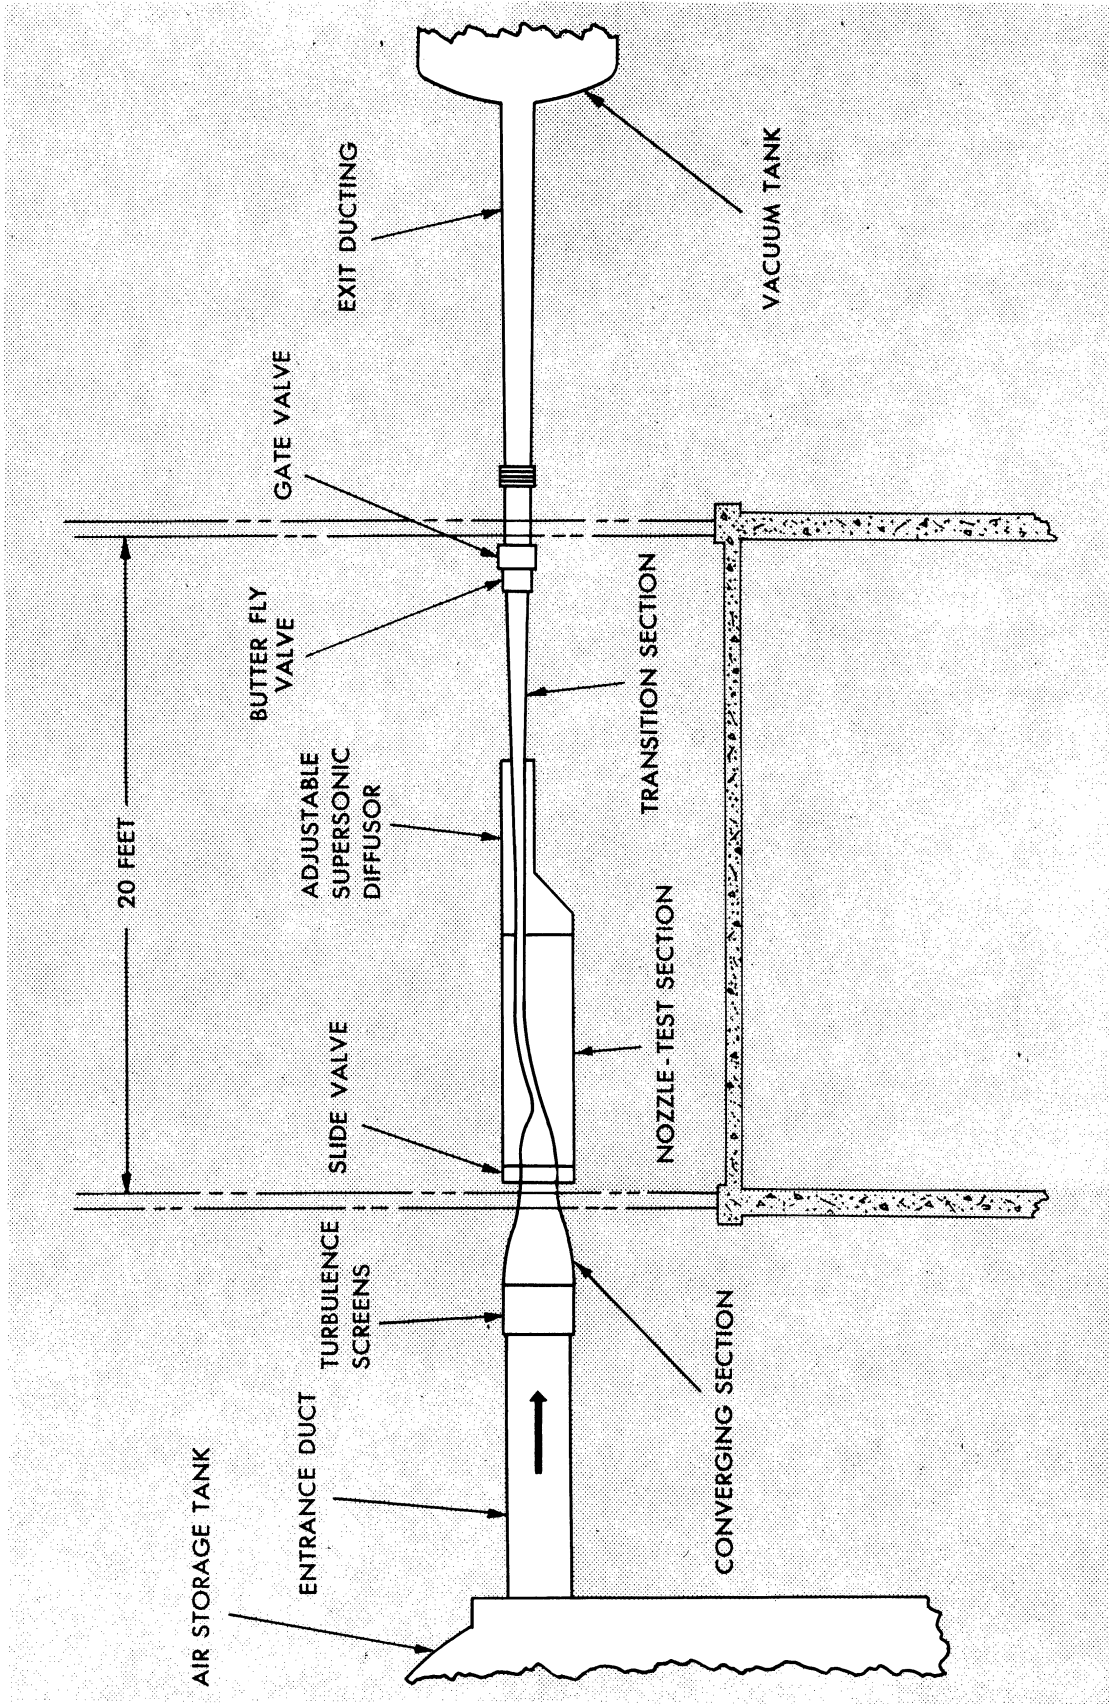 AIR STORAGE TANK
ENTRANCE DUCT
TURBULENCE
SCREENS
SLIDE VALVE
20 FEET
ADJUSTABLE
SUPERSONIC
DIFFUSOR
BUTTER FLY
VALVE
GATE VALVE
EXIT DUCTING
CONVERGING SECTION
NOZZLE-TEST SECTION
TRANSITION SECTION
VACUUM TANK